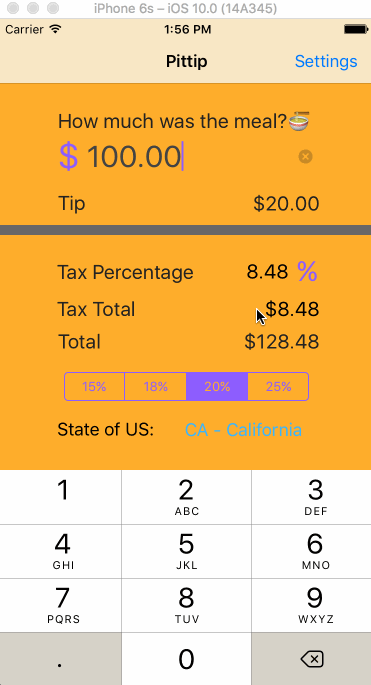 iPhone 6s – iOS 10.0 (14A345)
Carrier 1:56 PM
Pittip Settings
How much was the meal?🍜
$ 100.00
Tip $20.00
Tax Percentage 8.48 %
Tax Total $8.48
Total $128.48
15% 18% 20% 25%
State of US: CA - California
1 2 3
ABC DEF
4 5 6
GHI JKL MNO
7 8 9
PQRS TUV WXYZ
. 0